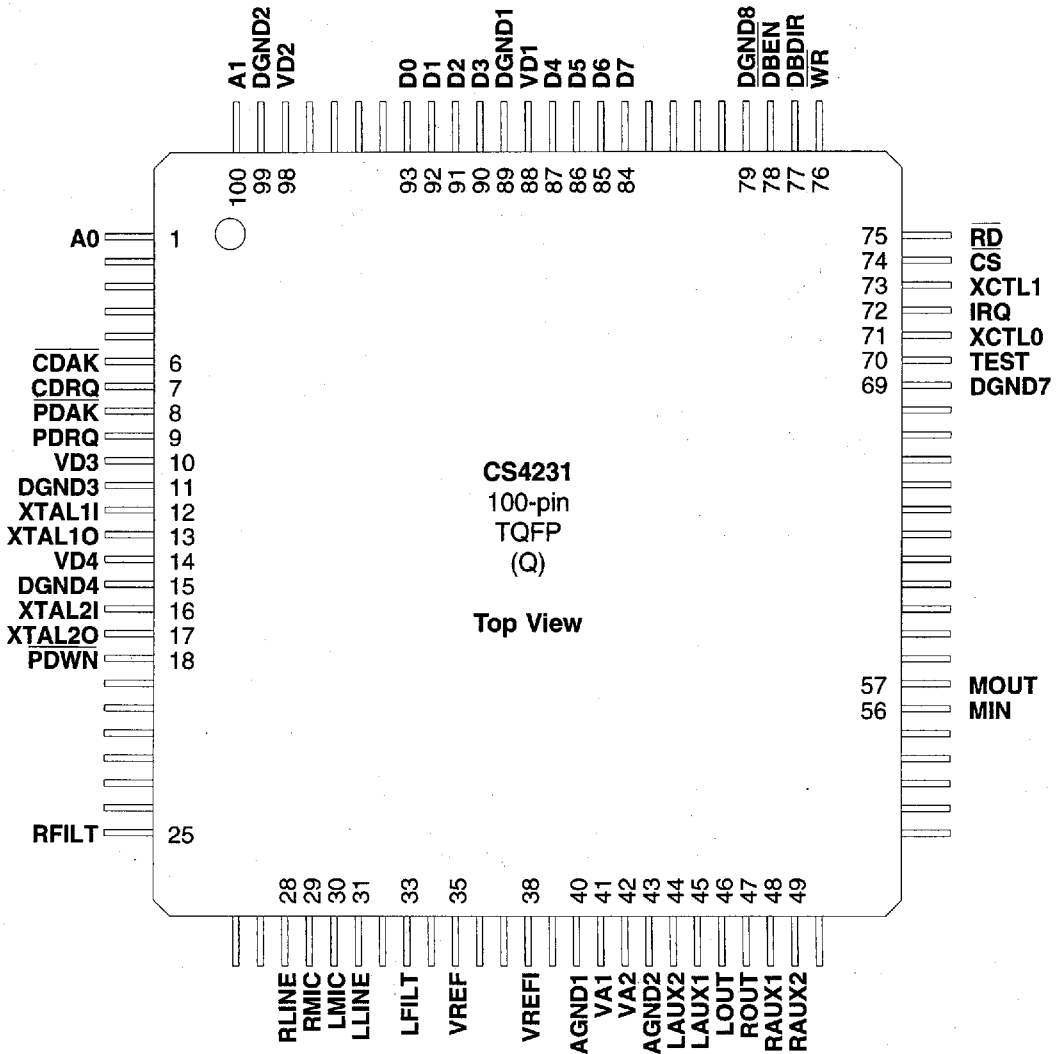 A1
DGND2
VD2
D0
D1
D2
D3
DGND1
VD1
D4
D5
D6
D7
DGND8
DBEN
DBDIR
WR
100
99
98
93
92
91
90
89
88
87
86
85
84
79
78
77
76
A0 1
CDAK 6
CDRQ 7
PDAK 8
PDRQ 9
VD3 10
DGND3 11
XTAL1I 12
XTAL1O 13
VD4 14
DGND4 15
XTAL2I 16
XTAL2O 17
PDWN 18
RFILT 25
CS4231
100-pin
TQFP
(Q)
Top View
75 RD
74 CS
73 XCTL1
72 IRQ
71 XCTL0
70 TEST
69 DGND7
57 MOUT
56 MIN
28
29
30
31
33
35
38
40
41
42
43
44
45
46
47
48
49
RLINE
RMIC
LMIC
LLINE
LFILT
VREF
VREFI
AGND1
VA1
VA2
AGND2
LAUX2
LAUX1
LOUT
ROUT
RAUX1
RAUX2